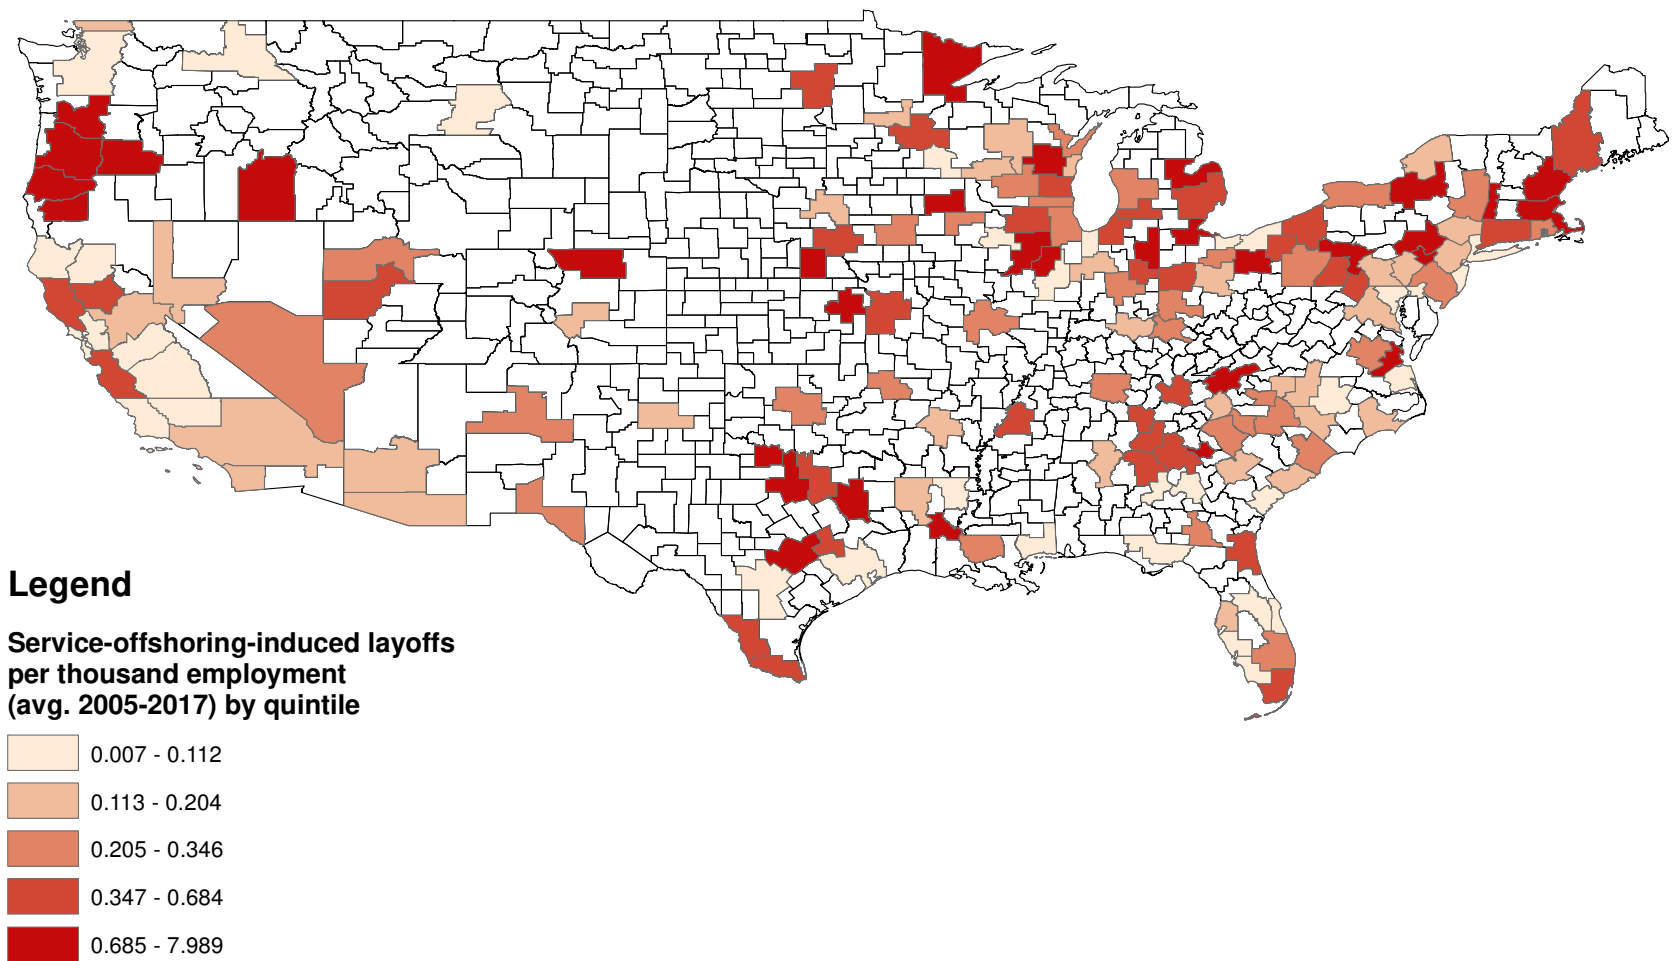 Legend
Service-offshoring-induced layoffs
per thousand employment
(avg. 2005-2017) by quintile
0.007 - 0.112
0.113 - 0.204
0.205 - 0.346
0.347 - 0.684
0.685 - 7.989